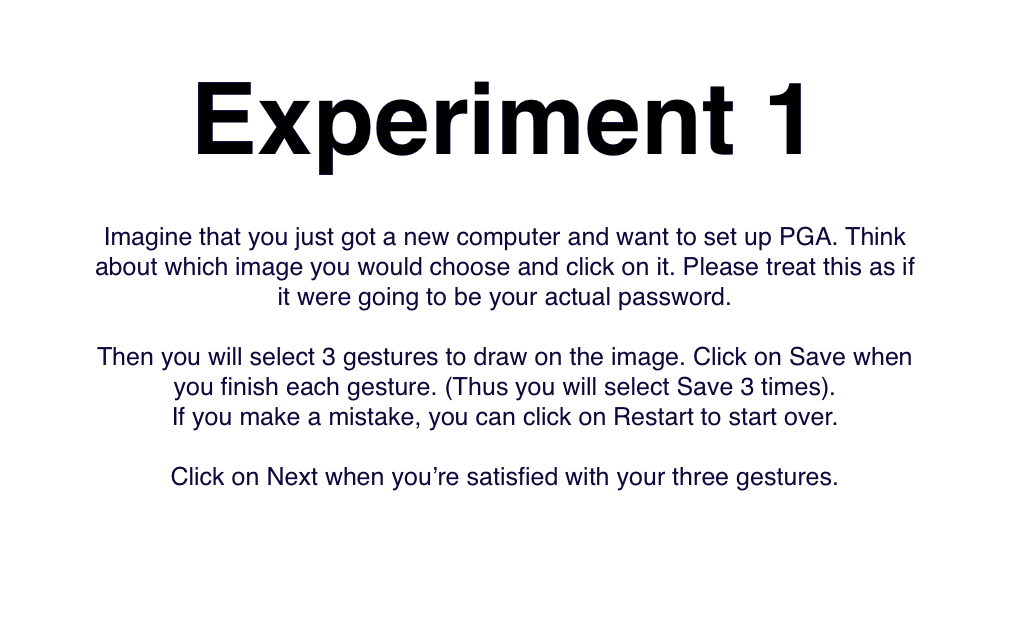 Experiment 1
Imagine that you just got a new computer and want to set up PGA. Think
about which image you would choose and click on it. Please treat this as if
it were going to be your actual password.
Then you will select 3 gestures to draw on the image. Click on Save when
you finish each gesture. (Thus you will select Save 3 times).
If you make a mistake, you can click on Restart to start over.
Click on Next when you’re satisfied with your three gestures.